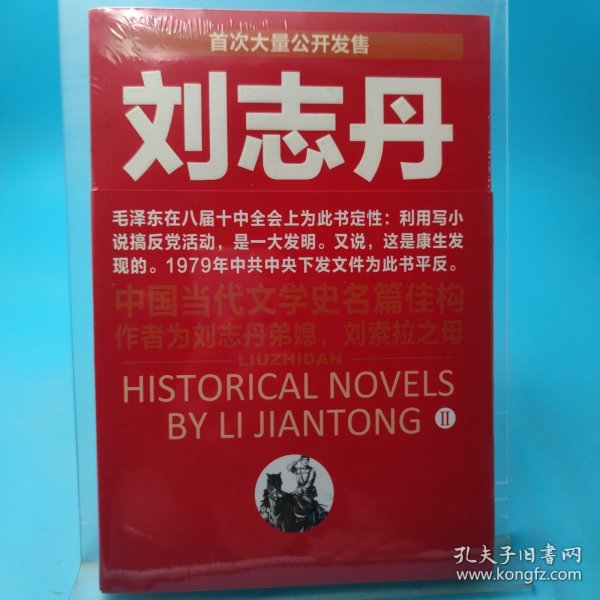 首次大量公开发售
刘志丹
毛泽东在八届十中全会上为此书定性：利用写小
说搞反党活动，是一大发明。又说，这是康生发
现的。1979年中共中央下发文件为此书平反。
中国当代文学史名篇佳构
作者为刘志丹弟媳，刘索拉之母
LIUZHIDAN
HISTORICAL NOVELS
BY LI JIANTONG II
孔夫子旧书网
www.kongfz.com